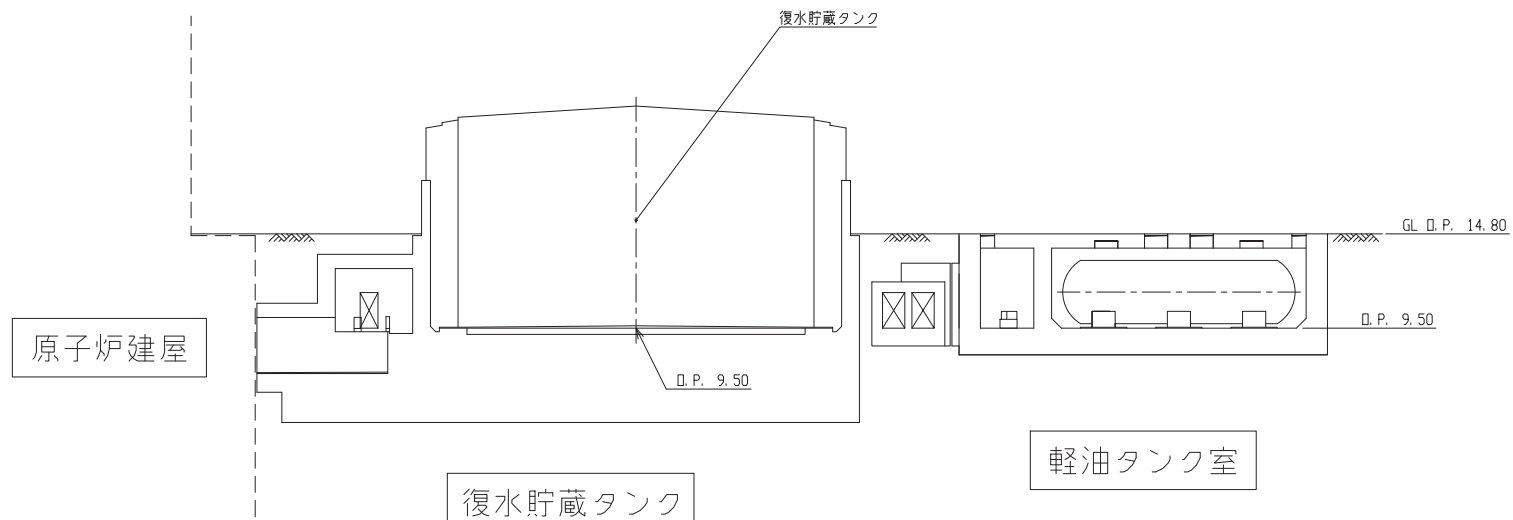 復水貯蔵タンク
GL O.P. 14.80
O.P. 9.50
原子炉建屋
O.P. 9.50
軽油タンク室
復水貯蔵タンク